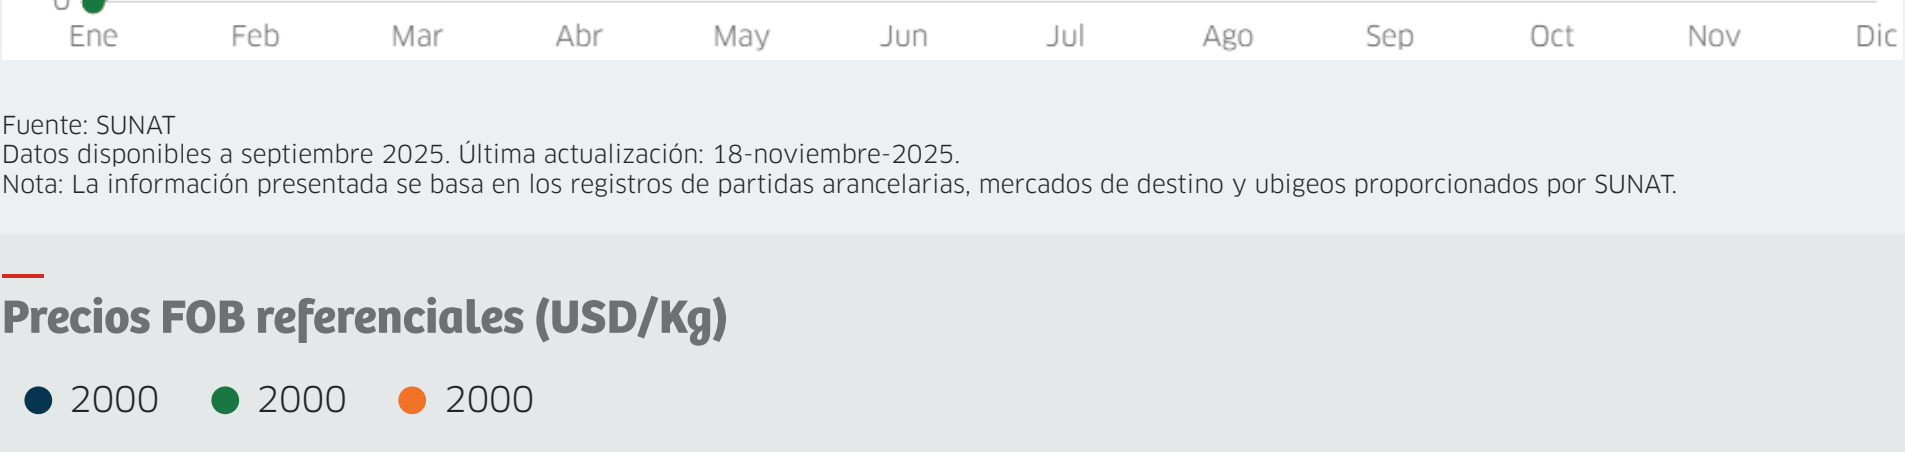 0
Ene Feb Mar Abr May Jun Jul Ago Sep Oct Nov Dic
Fuente: SUNAT
Datos disponibles a septiembre 2025. Última actualización: 18-noviembre-2025.
Nota: La información presentada se basa en los registros de partidas arancelarias, mercados de destino y ubigeos proporcionados por SUNAT.
Precios FOB referenciales (USD/Kg)
2000 2000 2000